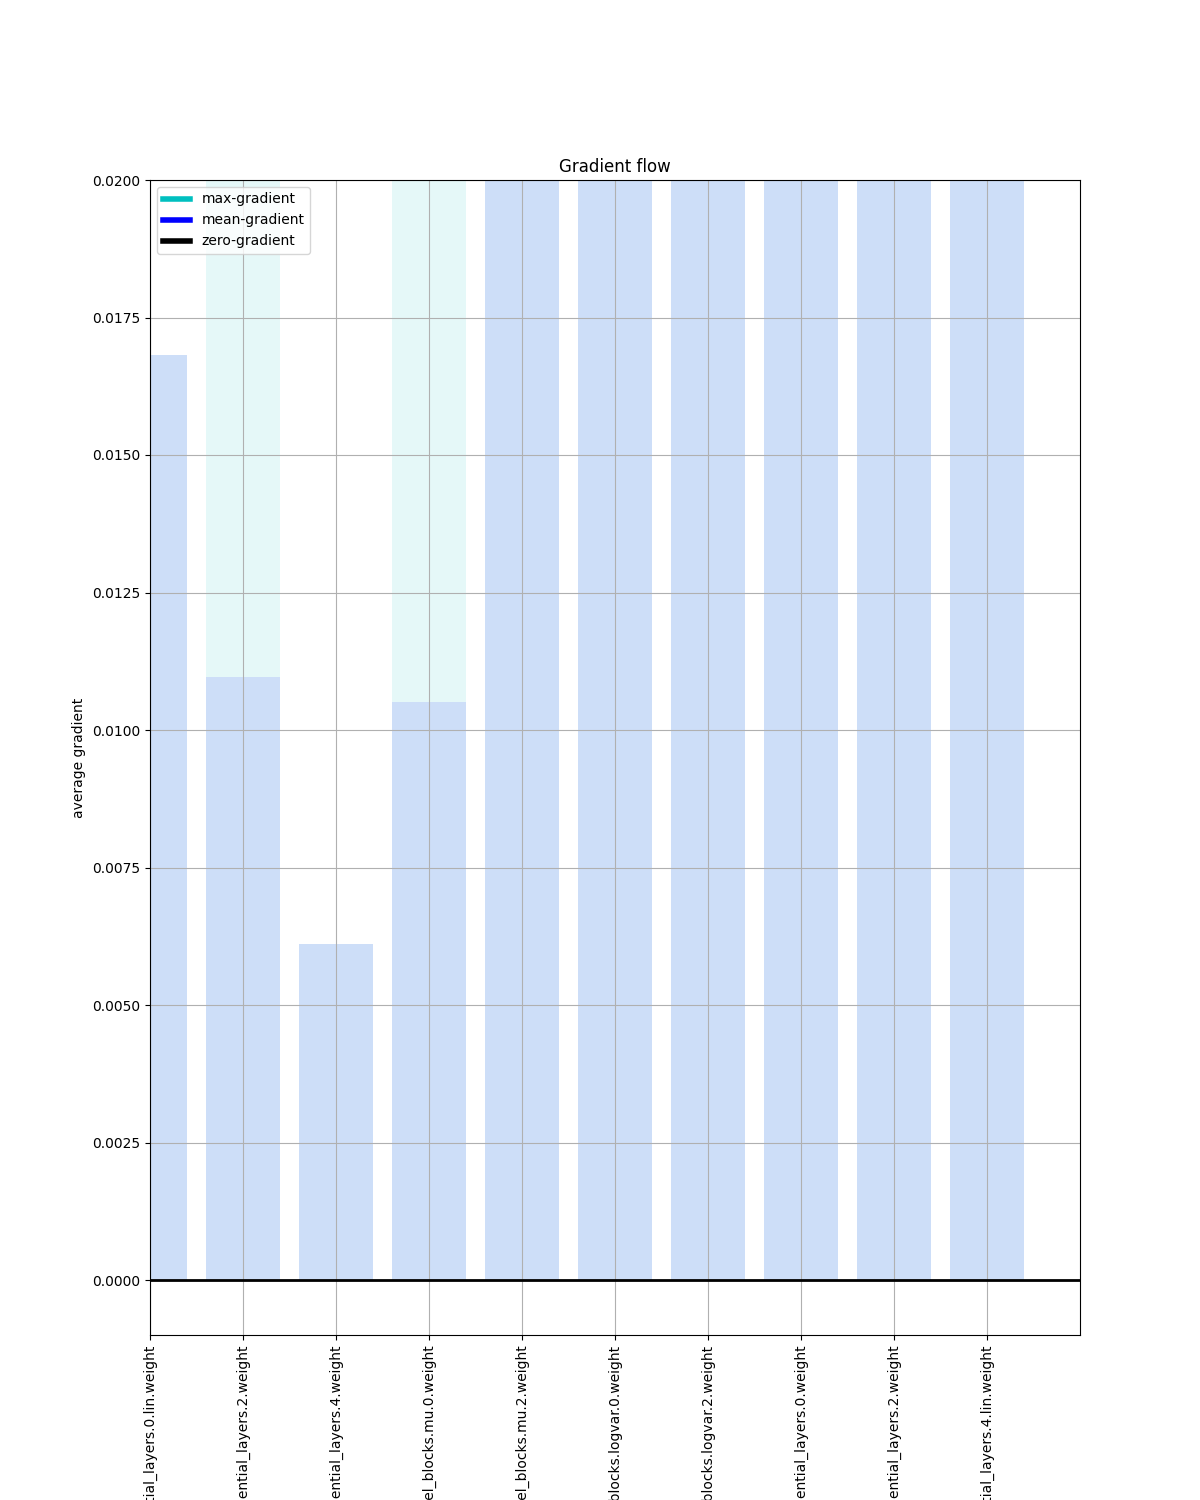 Gradient flow
max-gradient
mean-gradient
zero-gradient
average gradient
0.0200
0.0175
0.0150
0.0125
0.0100
0.0075
0.0050
0.0025
0.0000
tial_layers.0.lin.weight
ential_layers.2.weight
ential_layers.4.weight
el_blocks.mu.0.weight
el_blocks.mu.2.weight
blocks.logvar.0.weight
blocks.logvar.2.weight
ential_layers.0.weight
ential_layers.2.weight
tial_layers.4.lin.weight